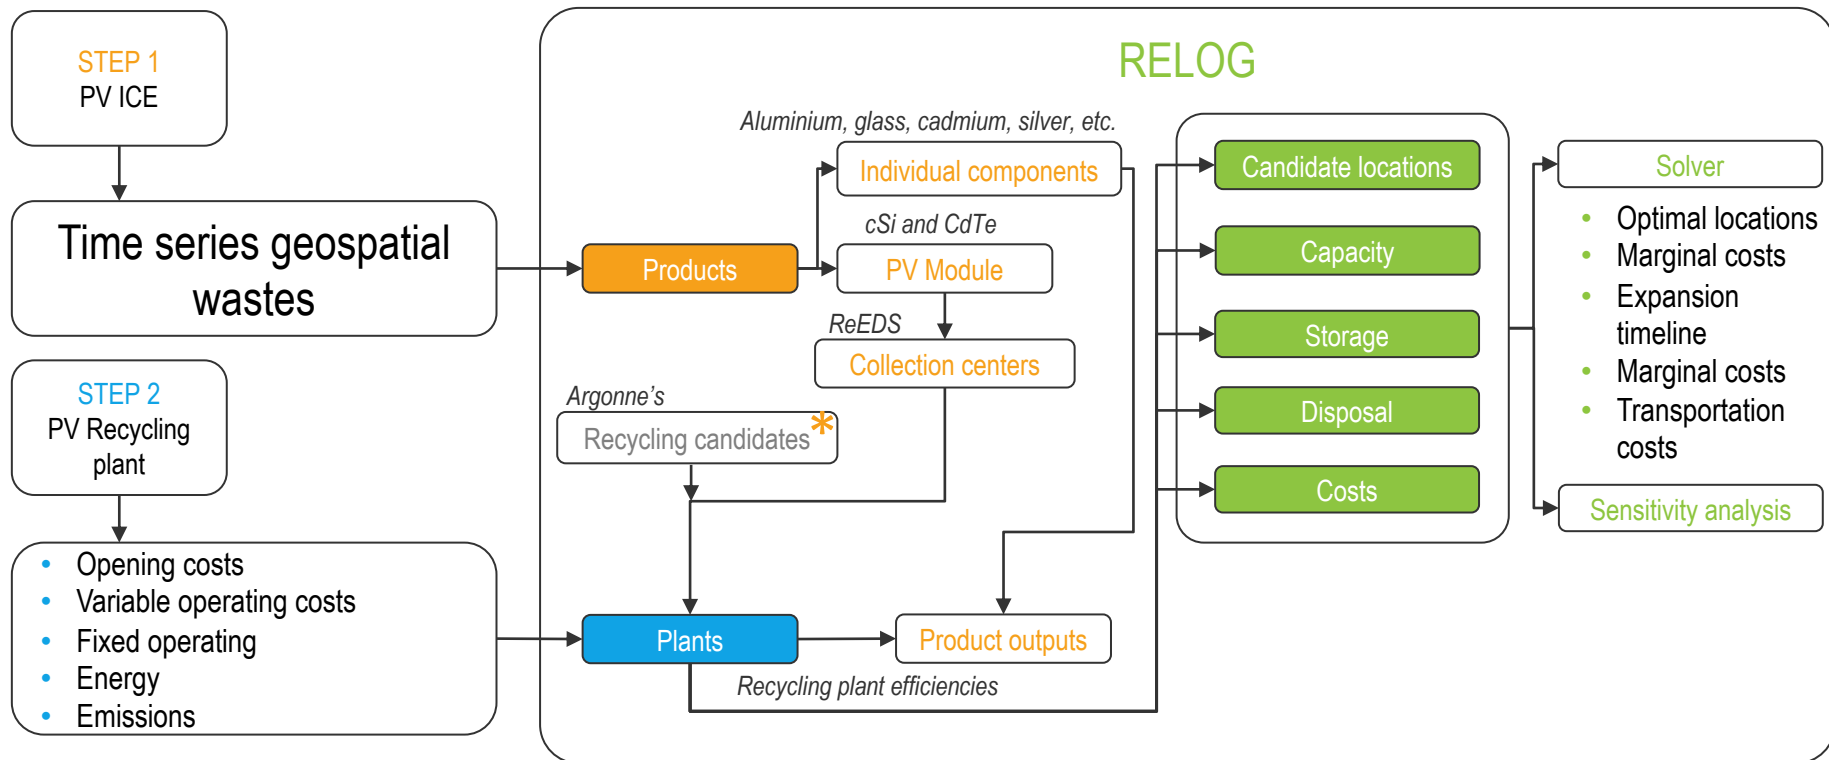 STEP 1
PV ICE
Time series geospatial
wastes
STEP 2
PV Recycling
plant
• Opening costs
• Variable operating costs
• Fixed operating
• Energy
• Emissions
RELOG
Aluminium, glass, cadmium, silver, etc.
Individual components
cSi and CdTe
Products
PV Module
ReEDS
Collection centers
Argonne’s
Recycling candidates*
Plants
Product outputs
Recycling plant efficiencies
Candidate locations
Capacity
Storage
Disposal
Costs
Solver
• Optimal locations
• Marginal costs
• Expansion
timeline
• Marginal costs
• Transportation
costs
Sensitivity analysis